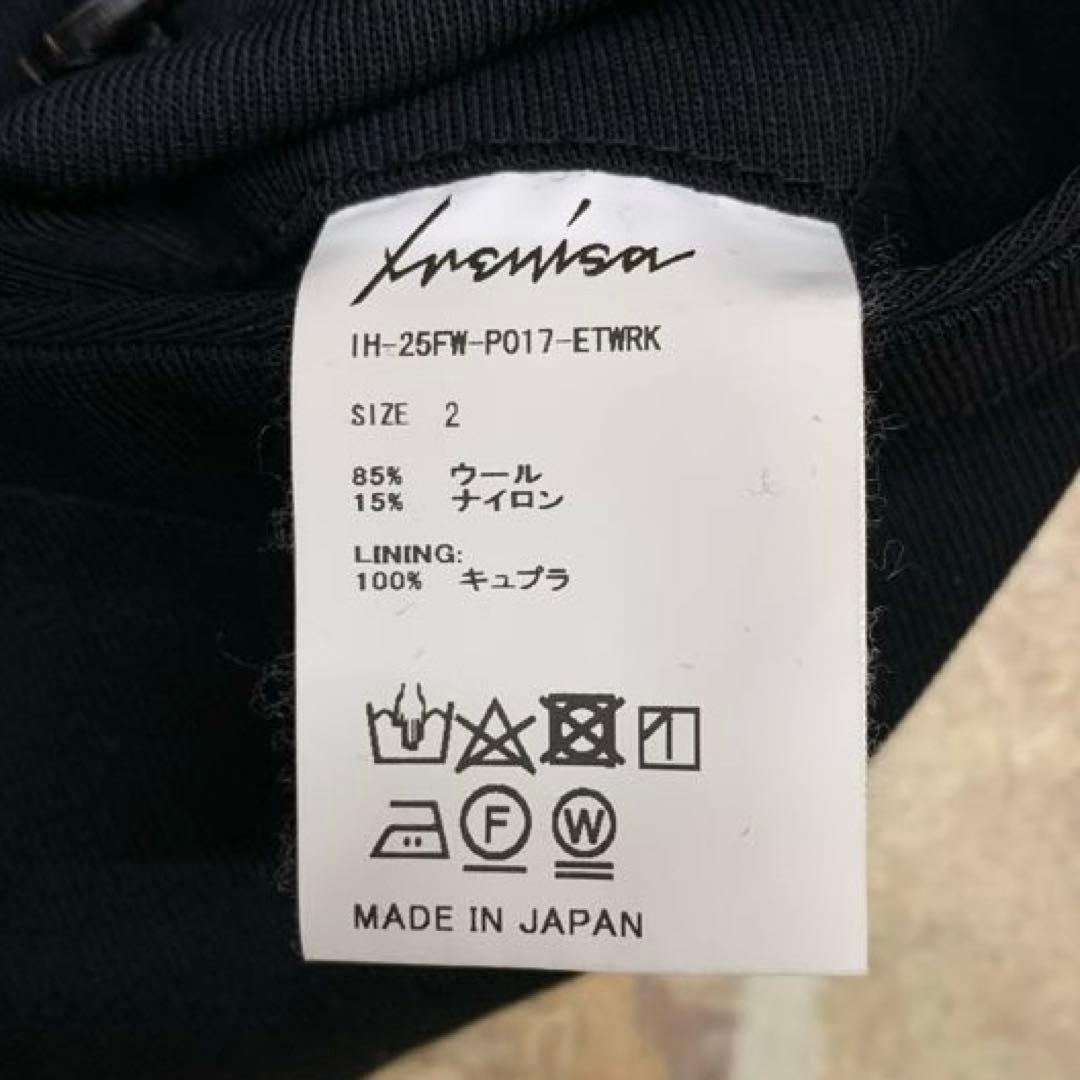 IH-25FW-P017-ETWRK
SIZE 2
85% ウール
15% ナイロン
LINING:
100% キュプラ
F W
MADE IN JAPAN